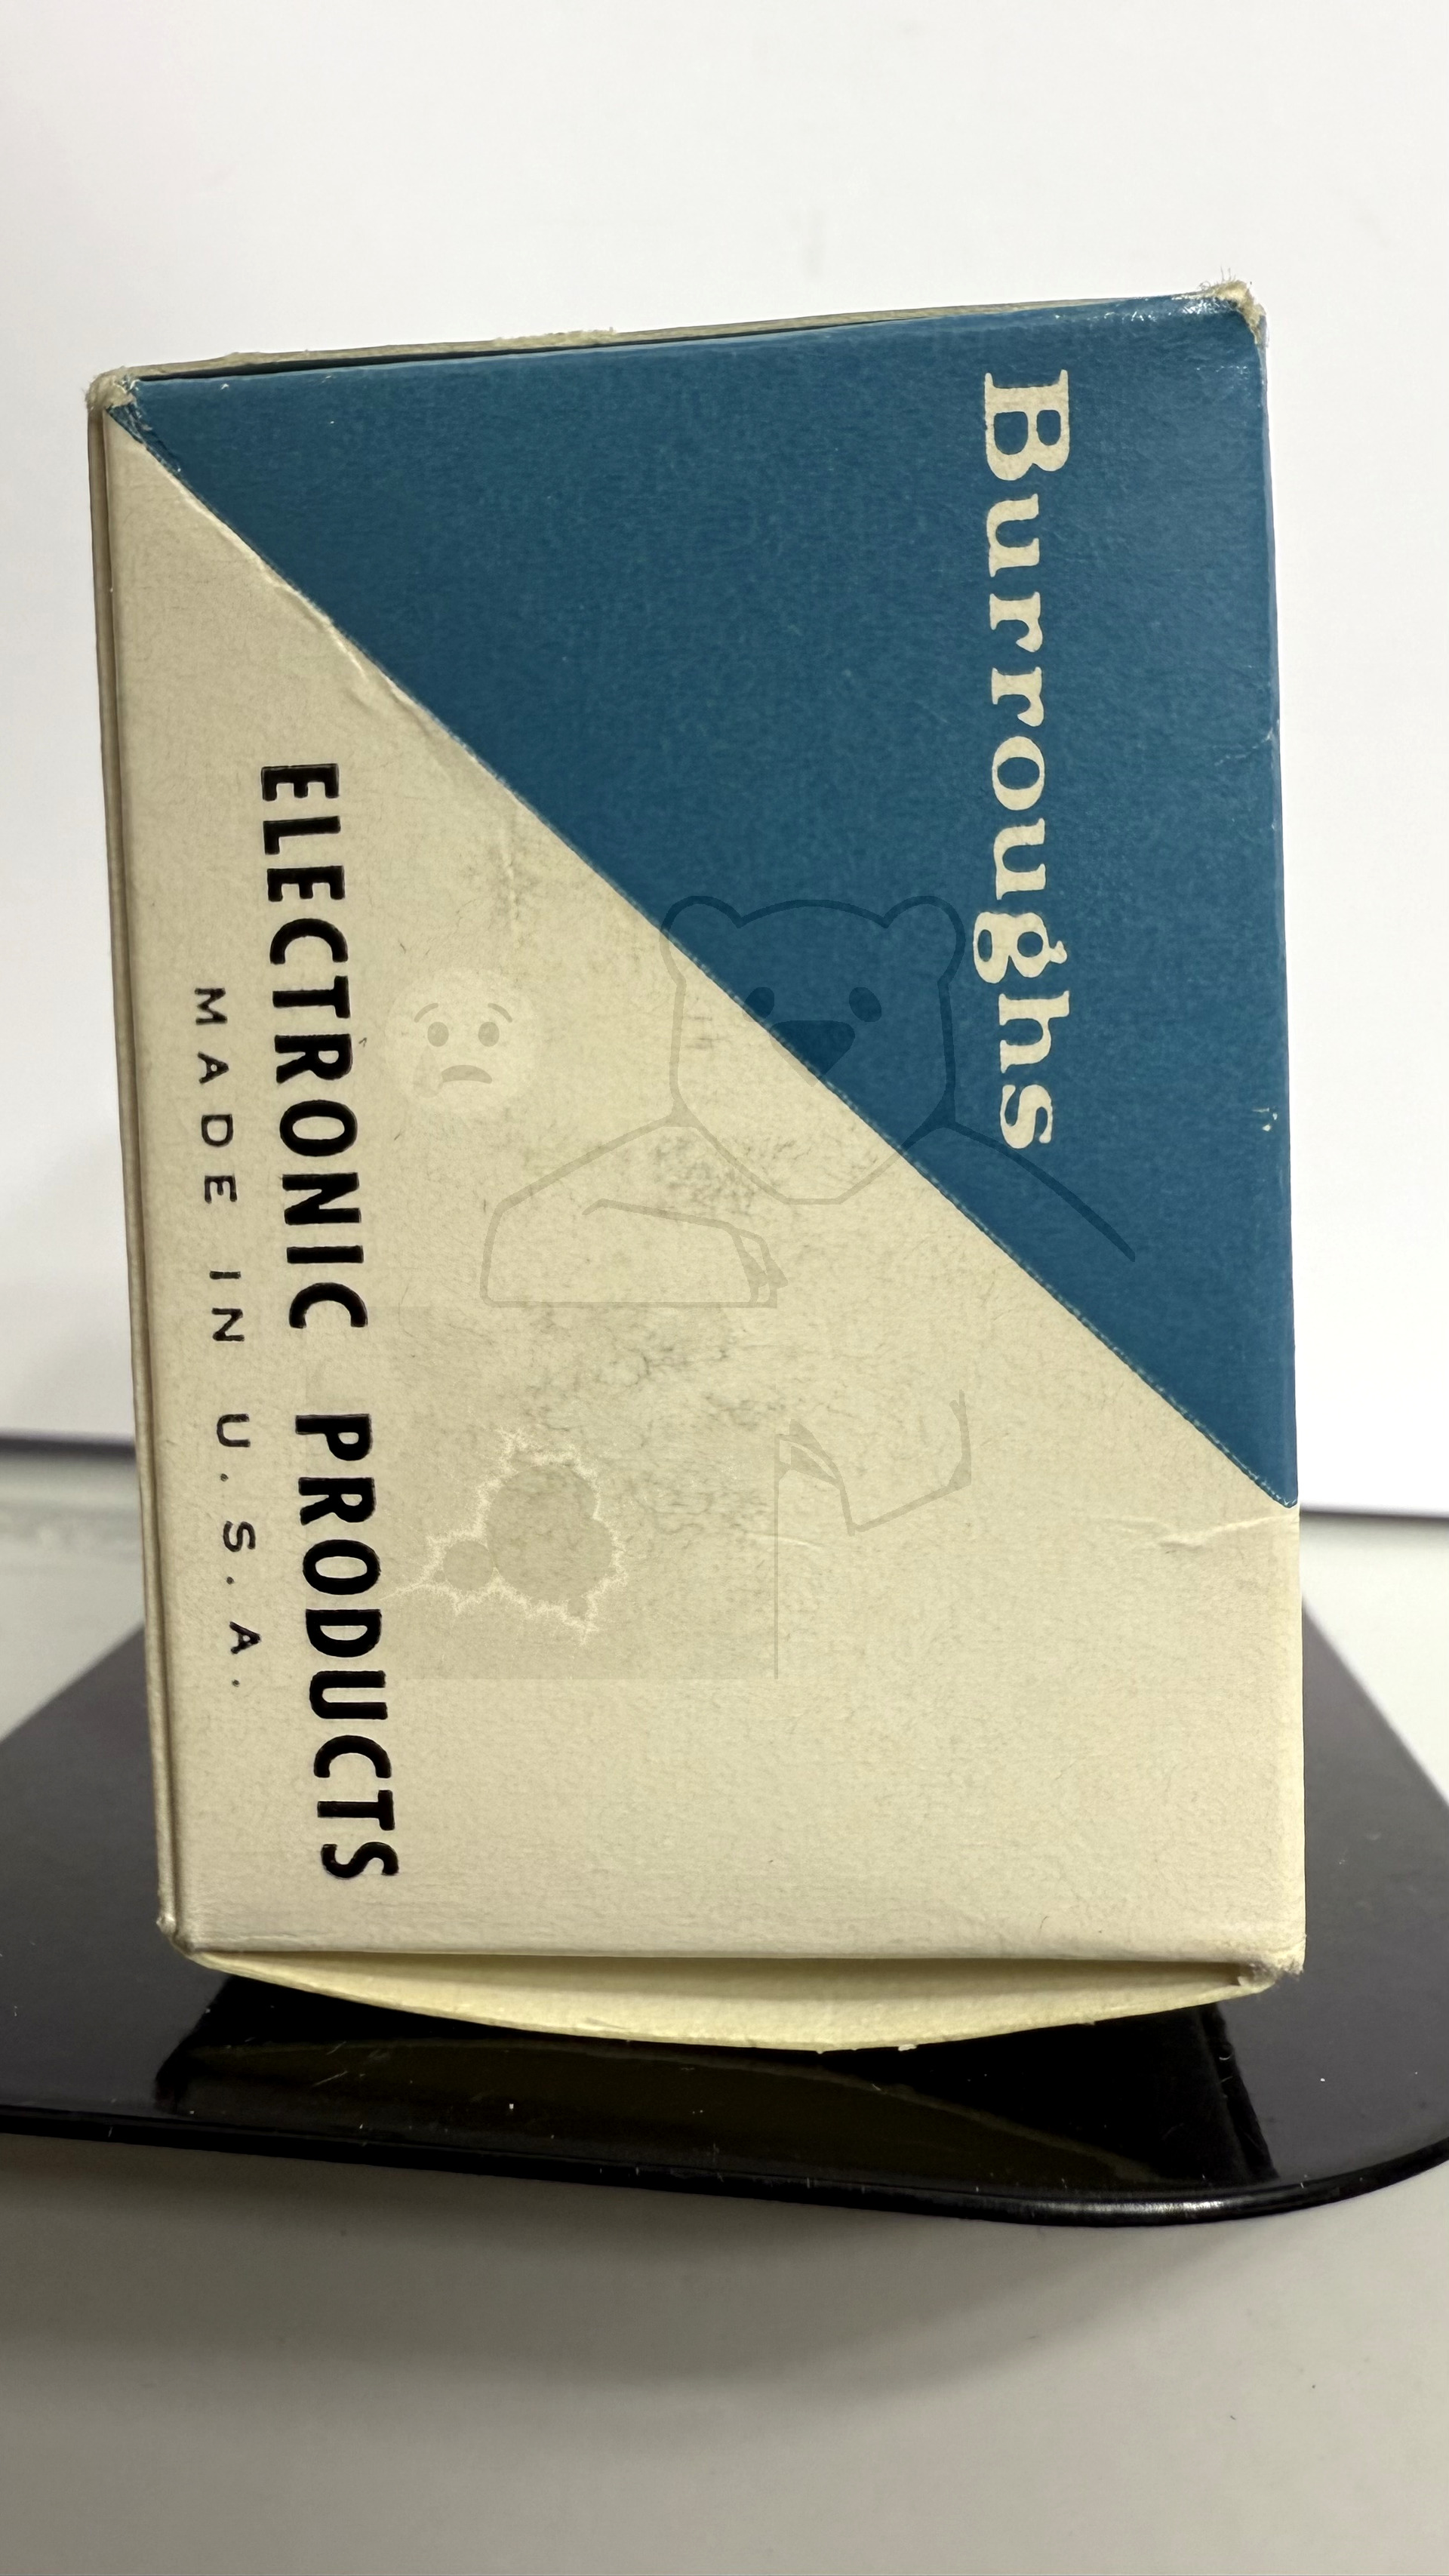 Burroughs
ELECTRONIC PRODUCTS
MADE IN U.S.A.